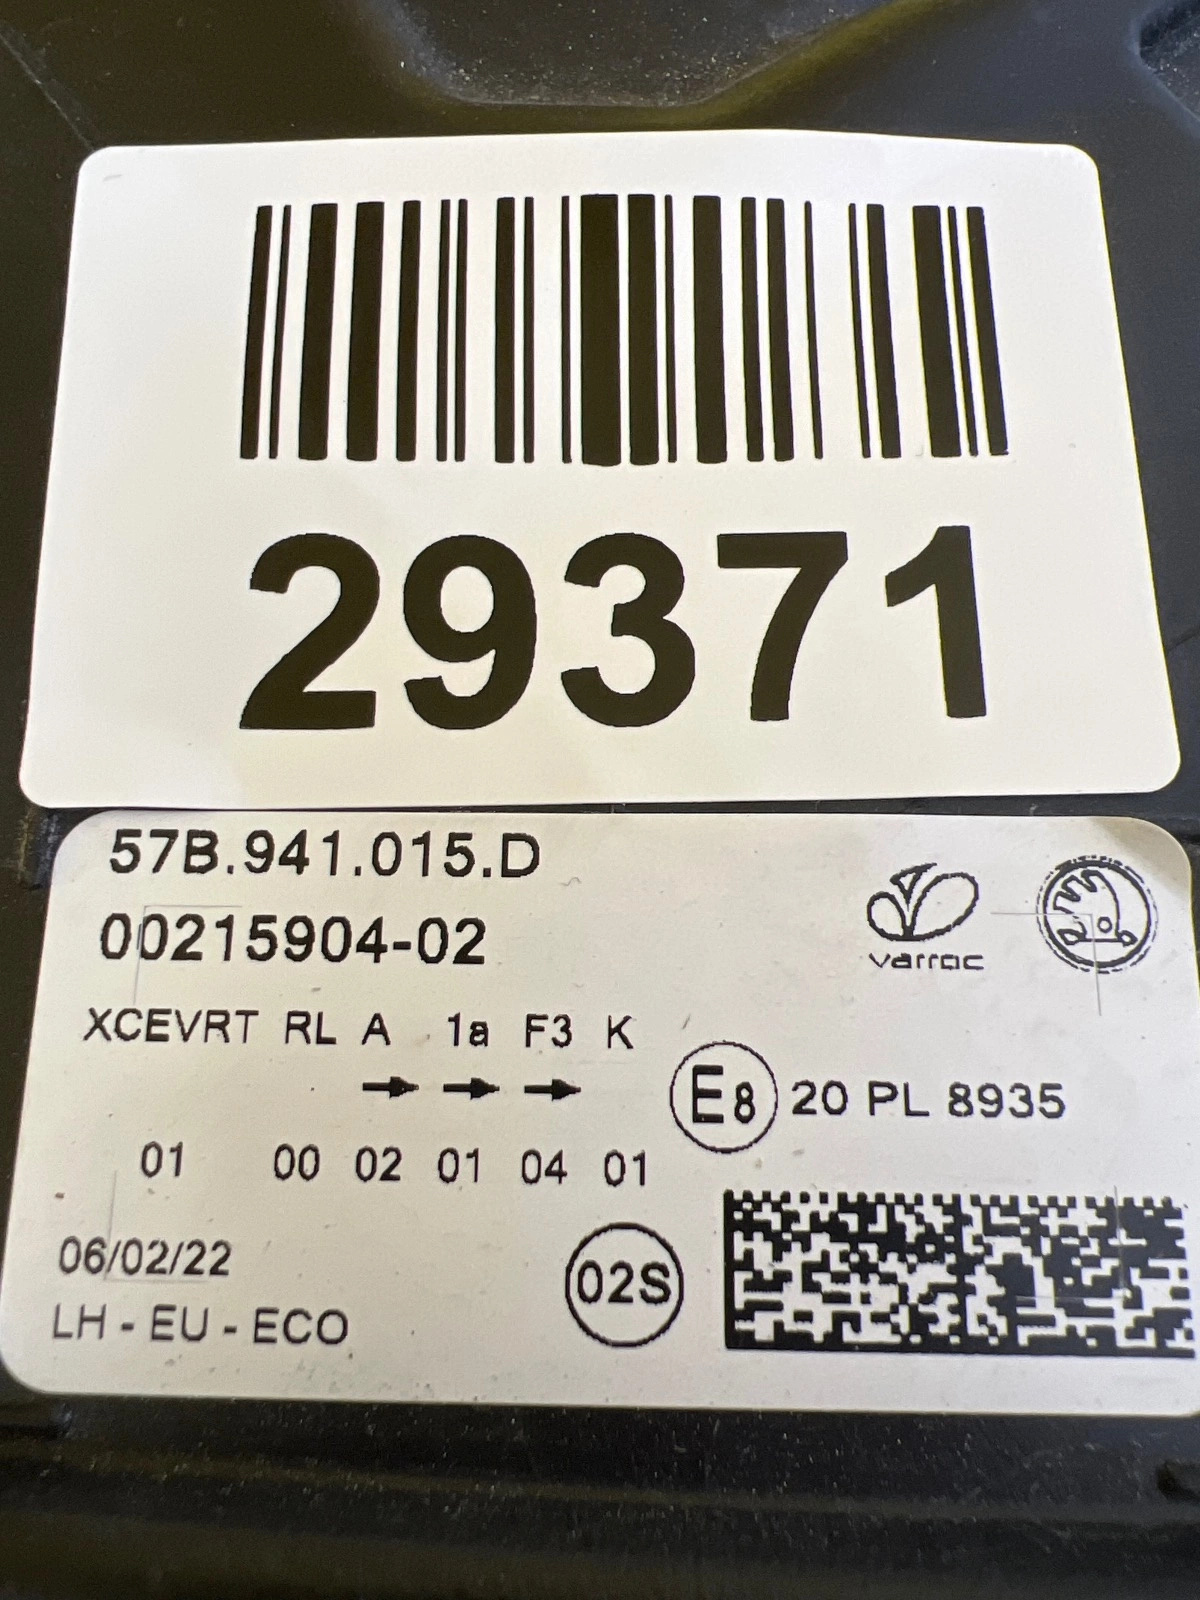 29371
57B.941.015.D
00215904-02
varroc
XCEVRT RL A 1a F3 K
E8 20 PL 8935
01 00 02 01 04 01
06/02/22
02S
LH - EU - ECO